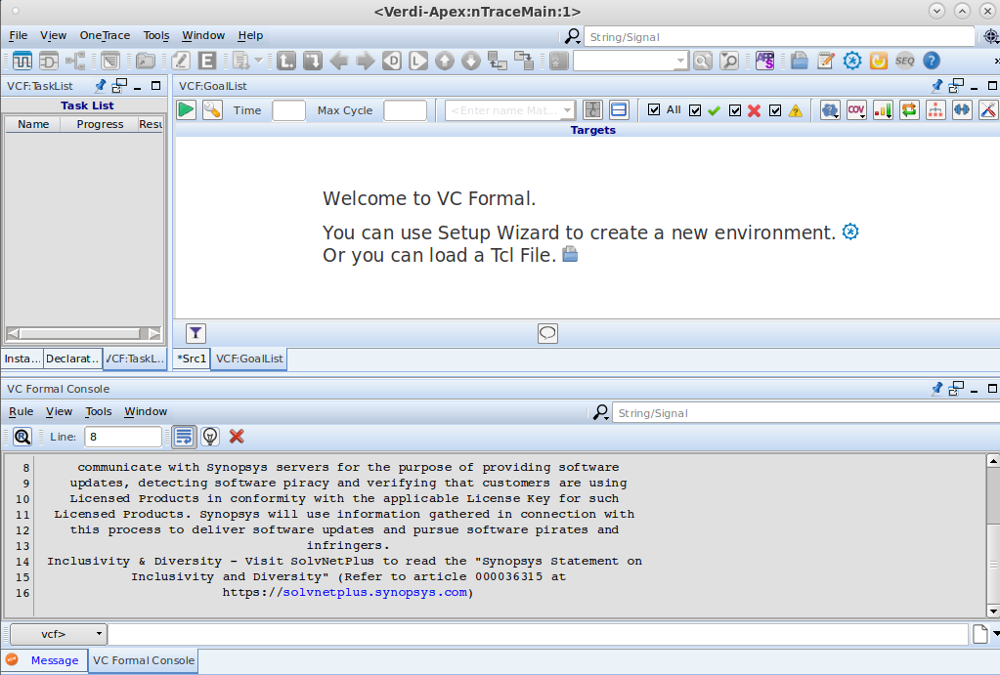 <Verdi-Apex:nTraceMain:1>
File View Signal OneTrace Tools Window Help
String/Signal
VCF:TaskList
VCF:GoalList
Task List
Time
Max Cycle
<Enter name Mat...
All
COV
Name Progress Resu
Targets
Welcome to VC Formal.
You can use Setup Wizard to create a new environment.
Or you can load a Tcl File.
Insta... Declarat.. VCF:TaskL..
*Src1 VCF:GoalList
VC Formal Console
Rule View Tools Window
String/Signal
Line: 8
8 communicate with Synopsys servers for the purpose of providing software
9 updates, detecting software piracy and verifying that customers are using
10 Licensed Products in conformity with the applicable License Key for such
11 Licensed Products. Synopsys will use information gathered in connection with
12 this process to deliver software updates and pursue software pirates and
13 infringers.
14 Inclusivity & Diversity - Visit SolvNetPlus to read the "Synopsys Statement on
15 Inclusivity and Diversity" (Refer to article 000036315 at
16 https://solvnetplus.synopsys.com)
vcf>
Message VC Formal Console